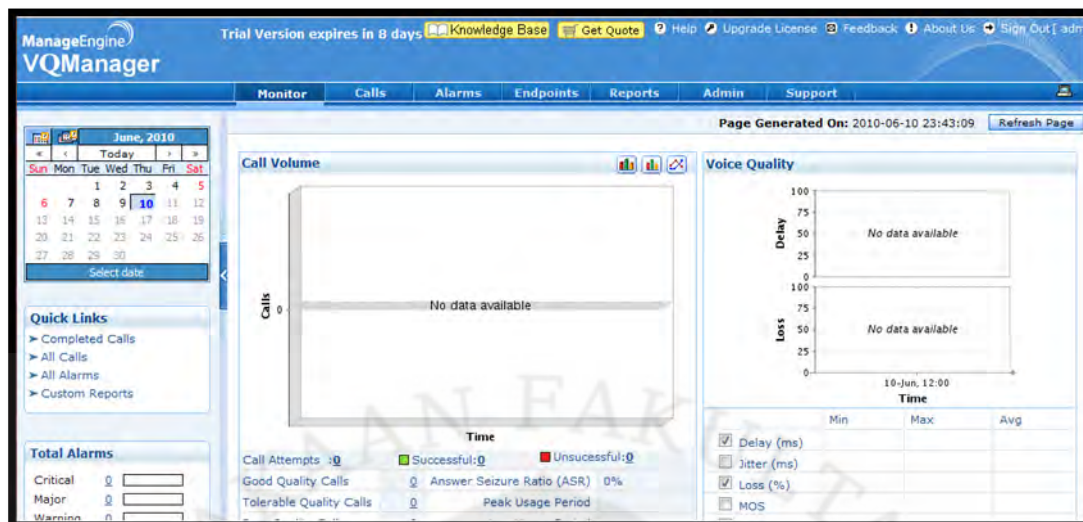 ManageEngine
VQManager
Trial Version expires in 8 days Knowledge Base Get Quote Help Upgrade License Feedback About Us Sign Out [
Monitor Calls Alarms Endpoints Reports Admin Support
Page Generated On: 2010-06-10 23:43:09 Refresh Page
June, 2010
« ‹ Today › »
Sun Mon Tue Wed Thu Fri Sat
1 2 3 4 5
6 7 8 9 10 11 12
13 14 15 16 17 18 19
20 21 22 23 24 25 26
27 28 29 30
Select date
Quick Links
Completed Calls
All Calls
All Alarms
Custom Reports
Total Alarms
Critical 0
Major 0
Warning 0
Call Volume
Calls
0
No data available
Time
Call Attempts :0 Successful:0 Unsucessful:0
Good Quality Calls 0 Answer Seizure Ratio (ASR) 0%
Tolerable Quality Calls 0 Peak Usage Period
Voice Quality
Delay
100
75
50
25
No data available
Loss
100
75
50
25
0
No data available
10-Jun, 12:00
Time
Min Max Avg
Delay (ms)
Jitter (ms)
Loss (%)
MOS